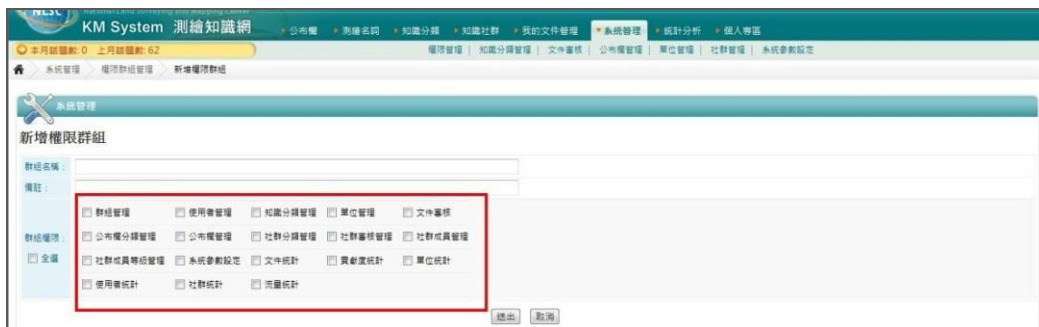 NLSC National Land Surveying and Mapping Center
KM System 測繪知識網
公布欄 測繪名詞 知識分類 知識社群 我的文件管理 系統管理 統計分析 個人專區
本月誤聽數:0 上月誤聽數:62
權限管理 | 知識分類管理 | 文件審核 | 公布欄管理 | 單位管理 | 社群管理 | 系統參數設定
系統管理 權限群組管理 新增權限群組
系統管理
新增權限群組
群組名稱 :
備註 :
群組管理 使用者管理 知識分類管理 單位管理 文件審核
群組權限 : 公布欄分類管理 公布欄管理 社群分類管理 社群審核管理 社群成員管理
全選 社群成員等級管理 系統參數設定 文件統計 貢獻度統計 單位統計
使用者統計 社群統計 流量統計
送出 取消